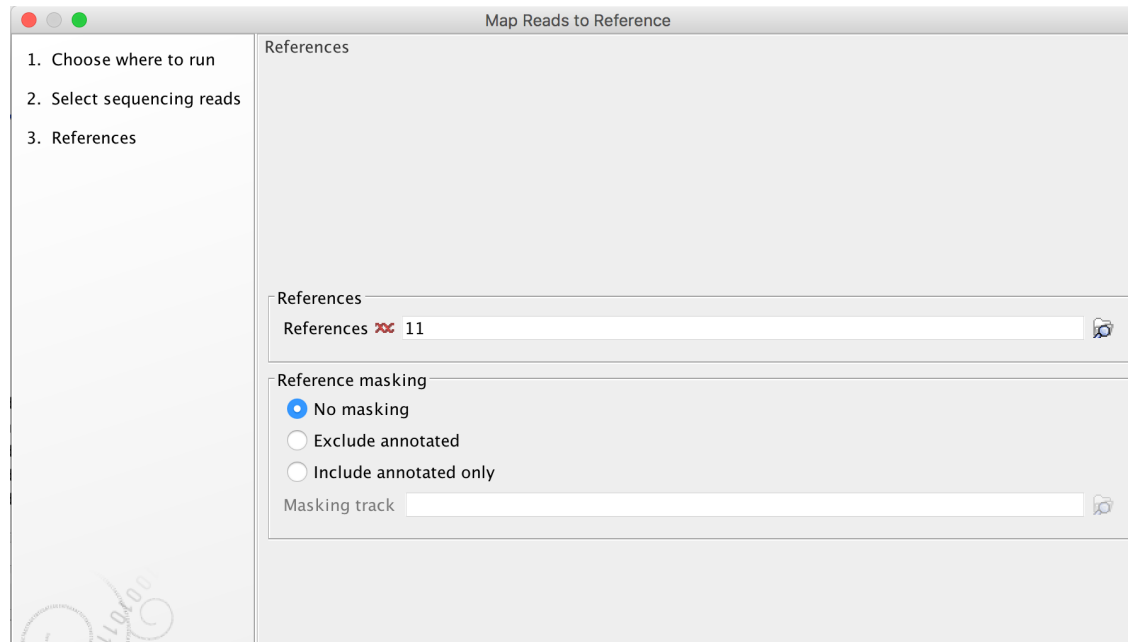 Map Reads to Reference
1. Choose where to run
2. Select sequencing reads
3. References
References
References
References 11
Reference masking
No masking
Exclude annotated
Include annotated only
Masking track